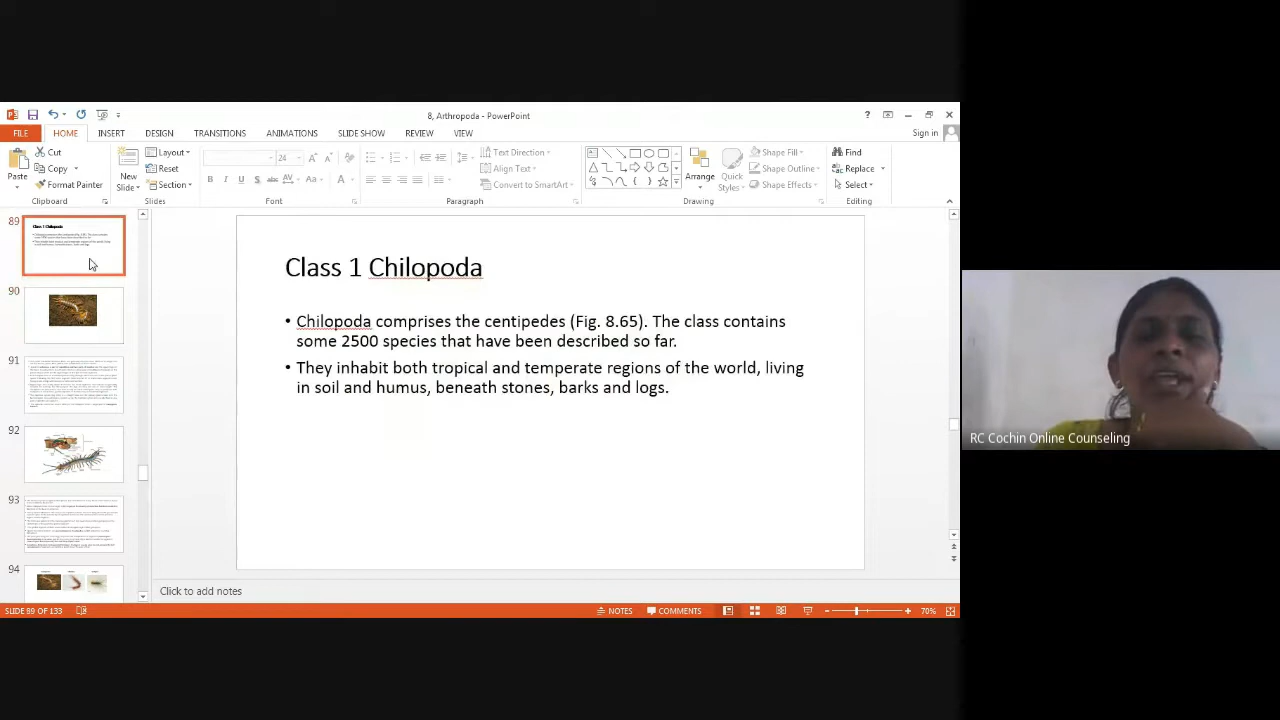 8, Arthropoda - PowerPoint
Sign in
FILE HOME INSERT DESIGN TRANSITIONS ANIMATIONS SLIDE SHOW REVIEW VIEW
Paste
Cut
Copy
Format Painter
Clipboard
New
Slide
Layout
Reset
Section
Slides
24
Font
Text Direction
Align Text
Convert to SmartArt
Paragraph
Arrange
Quick
Styles
Shape Fill
Shape Outline
Shape Effects
Drawing
Find
Replace
Select
Editing
89
Class 1 Chilopoda
90
91
92
93
94
Class 1 Chilopoda
• Chilopoda comprises the centipedes (Fig. 8.65). The class contains
some 2500 species that have been described so far.
• They inhabit both tropical and temperate regions of the world, living
in soil and humus, beneath stones, barks and logs.
Click to add notes
SLIDE 89 OF 133
NOTES COMMENTS
70%
RC Cochin Online Counseling